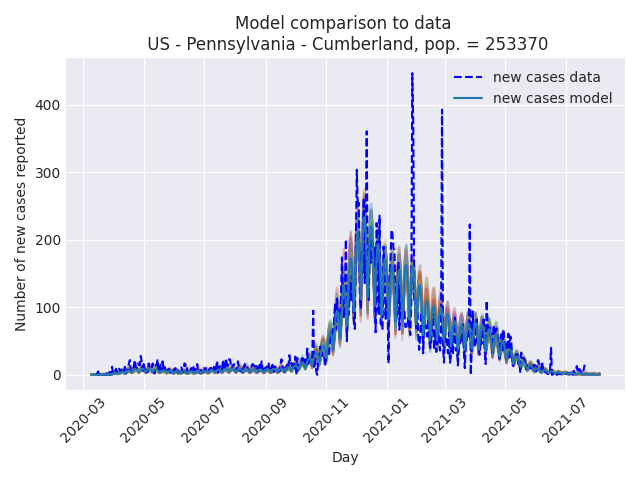 Model comparison to data
US - Pennsylvania - Cumberland, pop. = 253370
new cases data
new cases model
Number of new cases reported
400
300
200
100
0
2020-03
2020-05
2020-07
2020-09
2020-11
2021-01
2021-03
2021-05
2021-07
Day